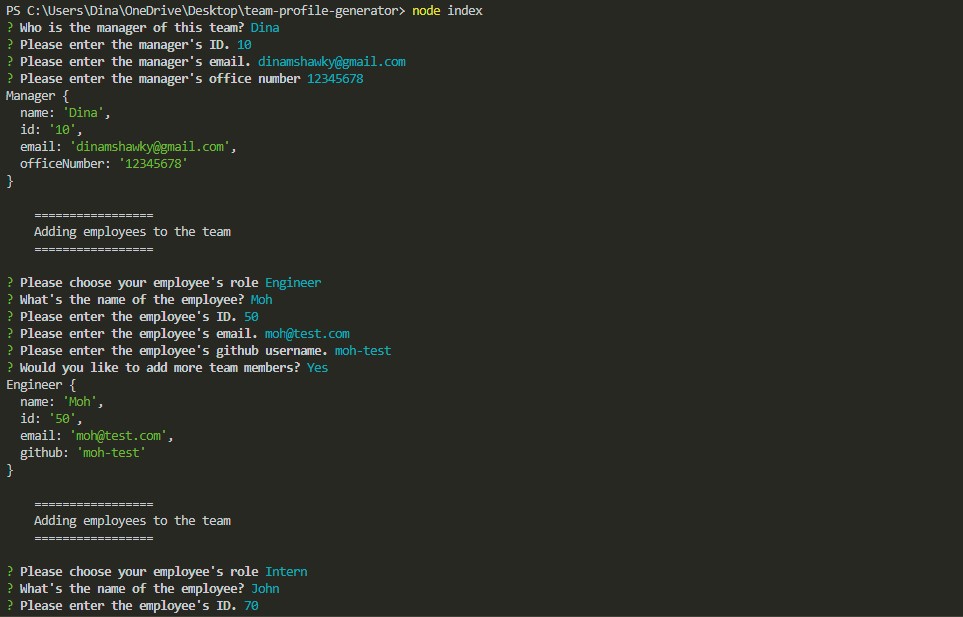 PS C:\Users\Dina\OneDrive\Desktop\team-profile-generator> node index
? Who is the manager of this team? Dina
? Please enter the manager's ID. 10
? Please enter the manager's email. dinamshawky@gmail.com
? Please enter the manager's office number 12345678
Manager {
  name: 'Dina',
  id: '10',
  email: 'dinamshawky@gmail.com',
  officeNumber: '12345678'
}
    =================
    Adding employees to the team
    =================
? Please choose your employee's role Engineer
? What's the name of the employee? Moh
? Please enter the employee's ID. 50
? Please enter the employee's email. moh@test.com
? Please enter the employee's github username. moh-test
? Would you like to add more team members? Yes
Engineer {
  name: 'Moh',
  id: '50',
  email: 'moh@test.com',
  github: 'moh-test'
}
    =================
    Adding employees to the team
    =================
? Please choose your employee's role Intern
? What's the name of the employee? John
? Please enter the employee's ID. 70